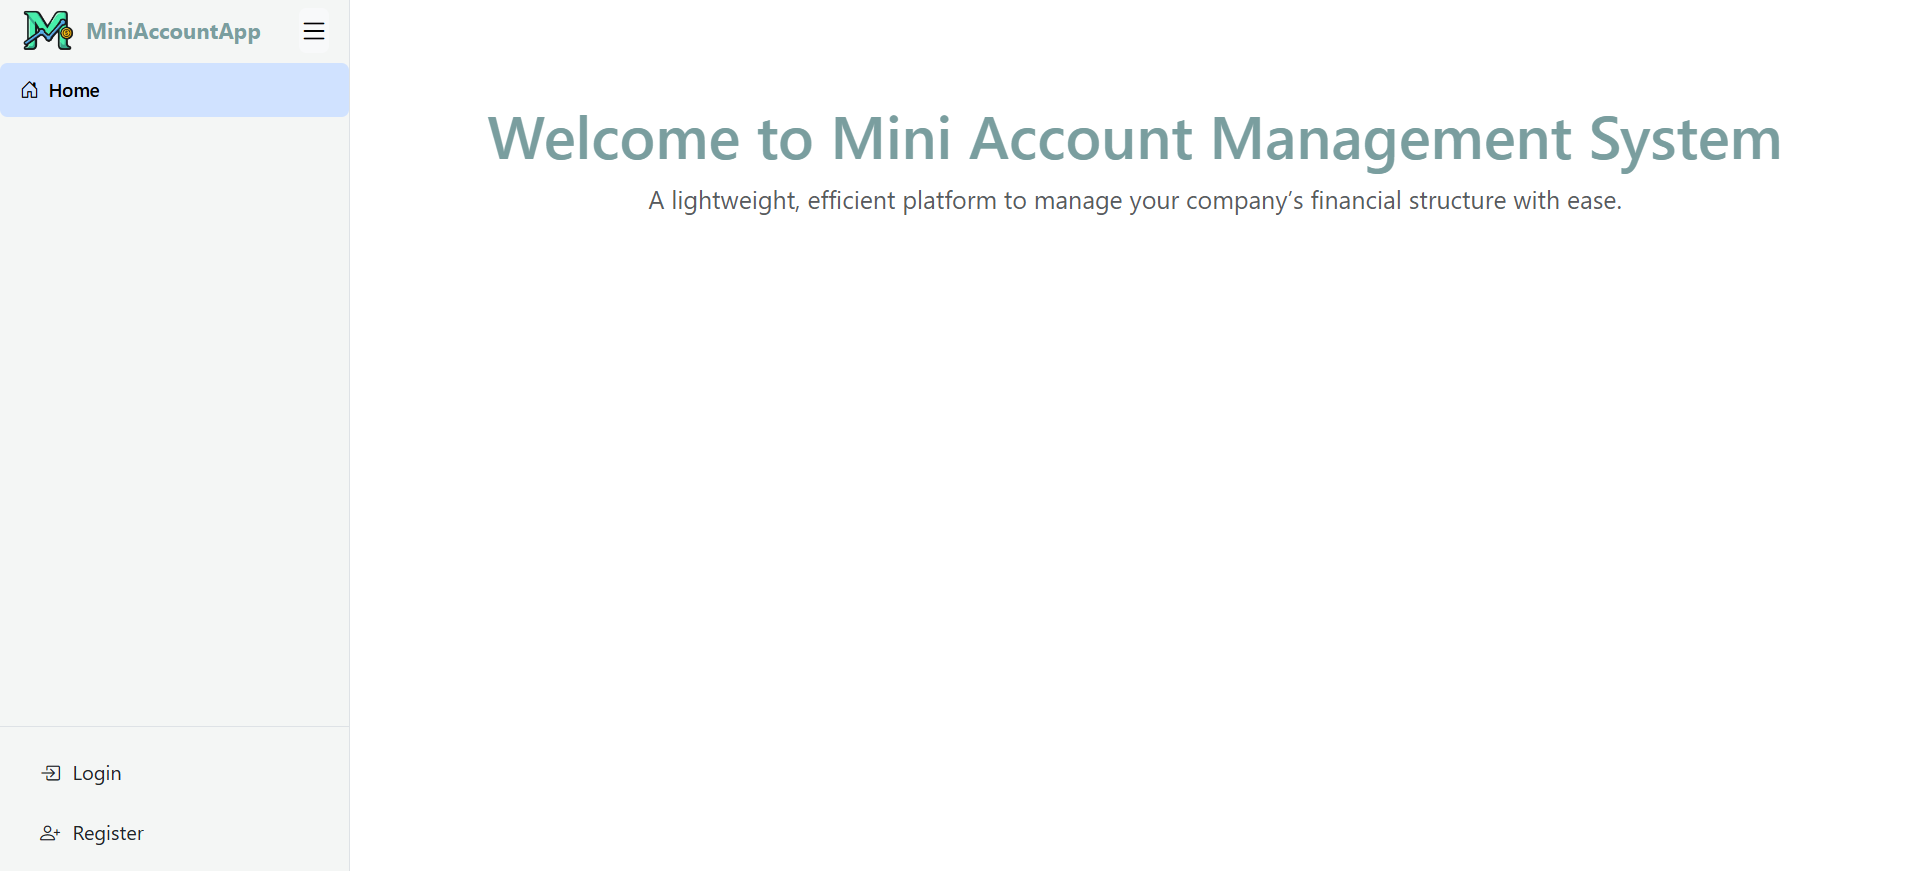 MiniAccountApp
Home
Welcome to Mini Account Management System
A lightweight, efficient platform to manage your company’s financial structure with ease.
Login
Register